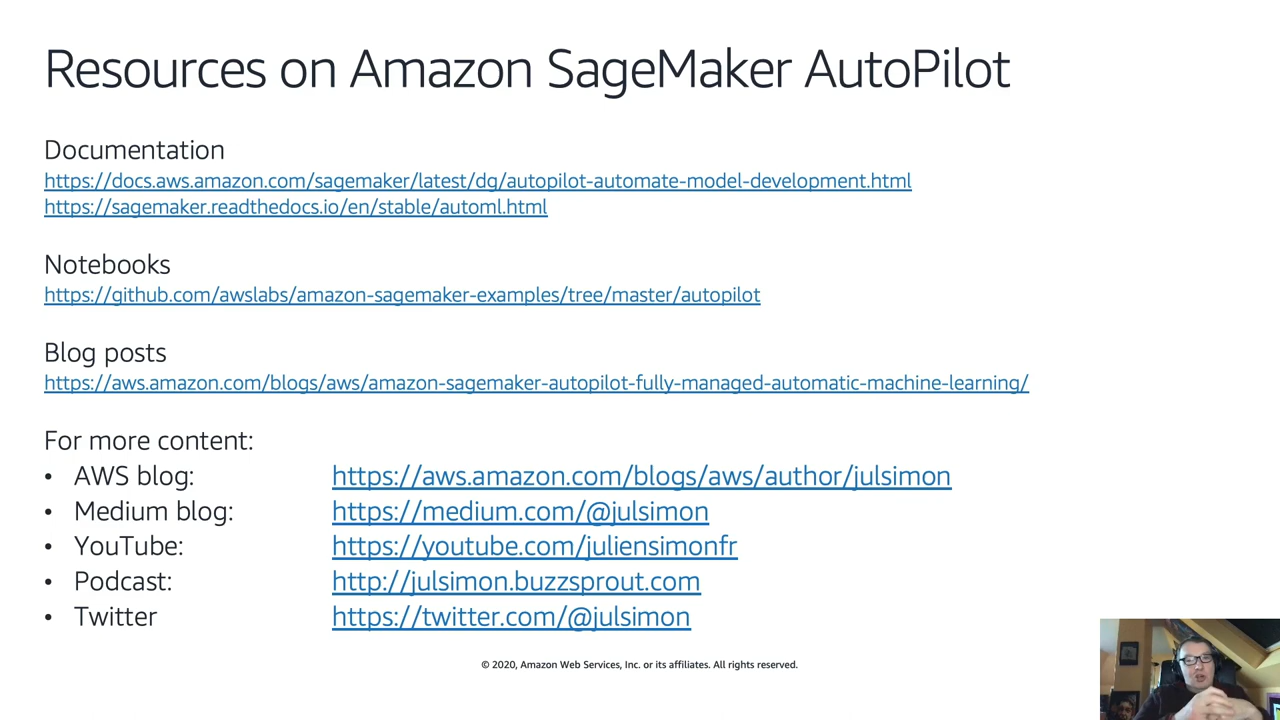 Resources on Amazon SageMaker AutoPilot
Documentation
https://docs.aws.amazon.com/sagemaker/latest/dg/autopilot-automate-model-development.html
https://sagemaker.readthedocs.io/en/stable/automl.html
Notebooks
https://github.com/awslabs/amazon-sagemaker-examples/tree/master/autopilot
Blog posts
https://aws.amazon.com/blogs/aws/amazon-sagemaker-autopilot-fully-managed-automatic-machine-learning/
For more content:
• AWS blog: https://aws.amazon.com/blogs/aws/author/julsimon
• Medium blog: https://medium.com/@julsimon
• YouTube: https://youtube.com/juliensimonfr
• Podcast: http://julsimon.buzzsprout.com
• Twitter https://twitter.com/@julsimon
© 2020, Amazon Web Services, Inc. or its affiliates. All rights reserved.